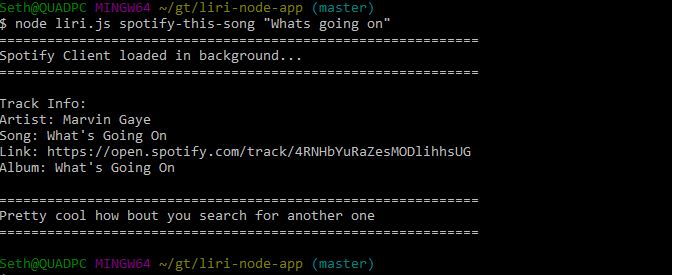 Seth@QUADPC MINGW64 ~/gt/liri-node-app (master)
$ node liri.js spotify-this-song "Whats going on"
==========================================================
Spotify Client loaded in background...
==========================================================
Track Info:
Artist: Marvin Gaye
Song: What's Going On
Link: https://open.spotify.com/track/4RNHbYuRaZesMODlihhsUG
Album: What's Going On
==========================================================
Pretty cool how bout you search for another one
==========================================================
Seth@QUADPC MINGW64 ~/gt/liri-node-app (master)